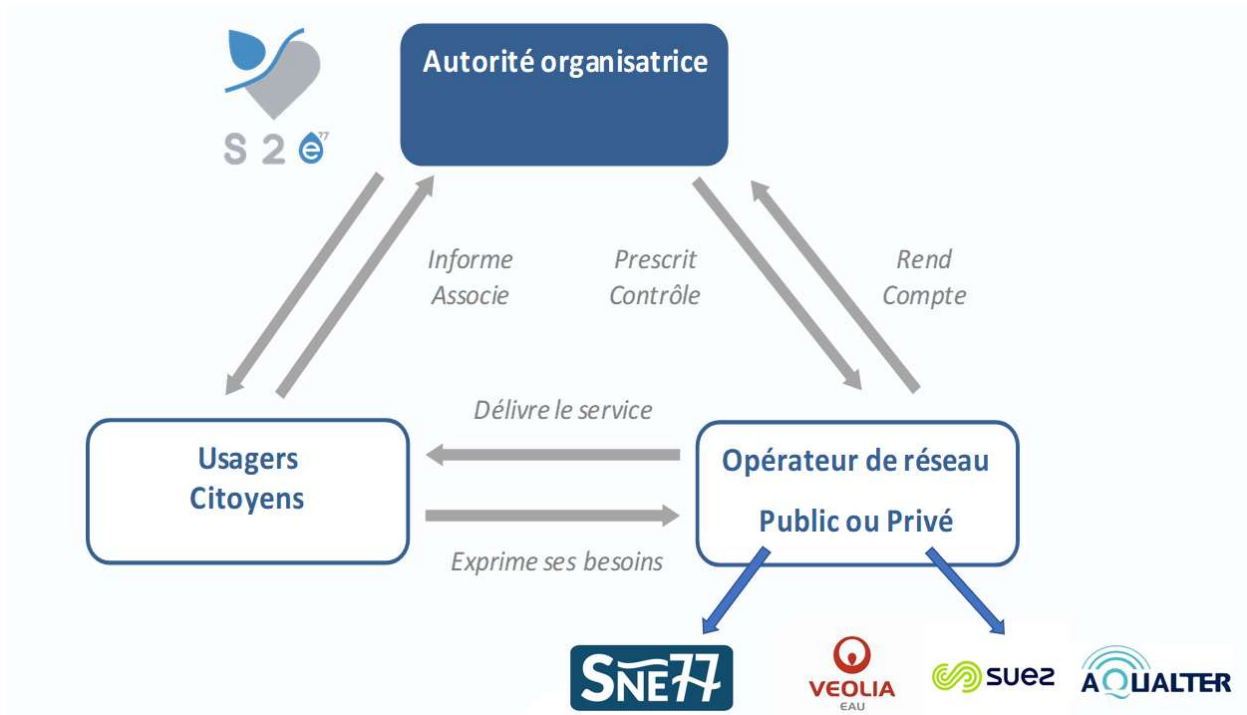 Autorité organisatrice
S 2 e 77
Informe
Associe
Prescrit
Contrôle
Rend
Compte
Délivre le service
Usagers
Citoyens
Opérateur de réseau
Public ou Privé
Exprime ses besoins
SNE77
VEOLIA
EAU
suez
AQUALTER